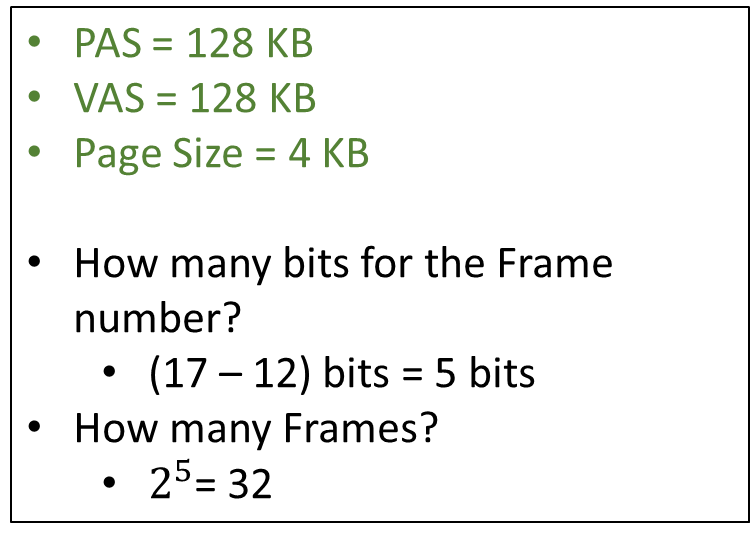 • PAS = 128 KB
• VAS = 128 KB
• Page Size = 4 KB
• How many bits for the Frame
number?
• (17 – 12) bits = 5 bits
• How many Frames?
• 2⁵= 32